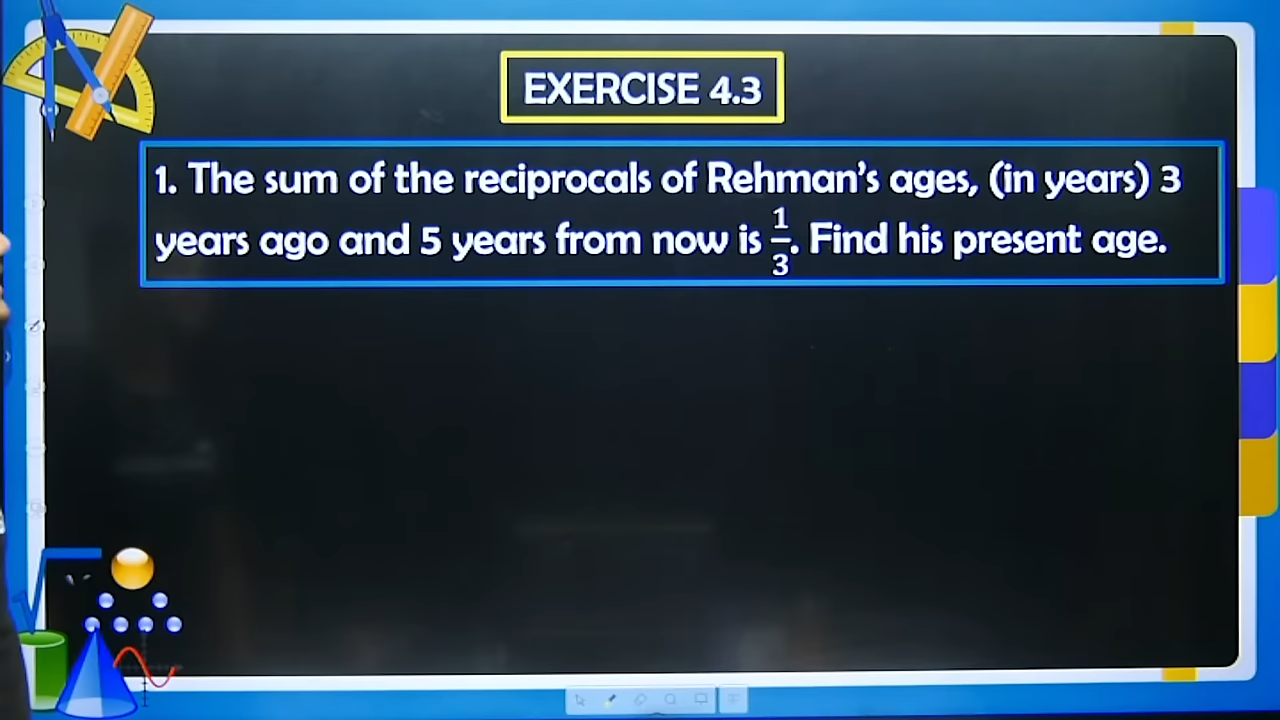 EXERCISE 4.3
1. The sum of the reciprocals of Rehman's ages, (in years) 3
years ago and 5 years from now is 1/3. Find his present age.